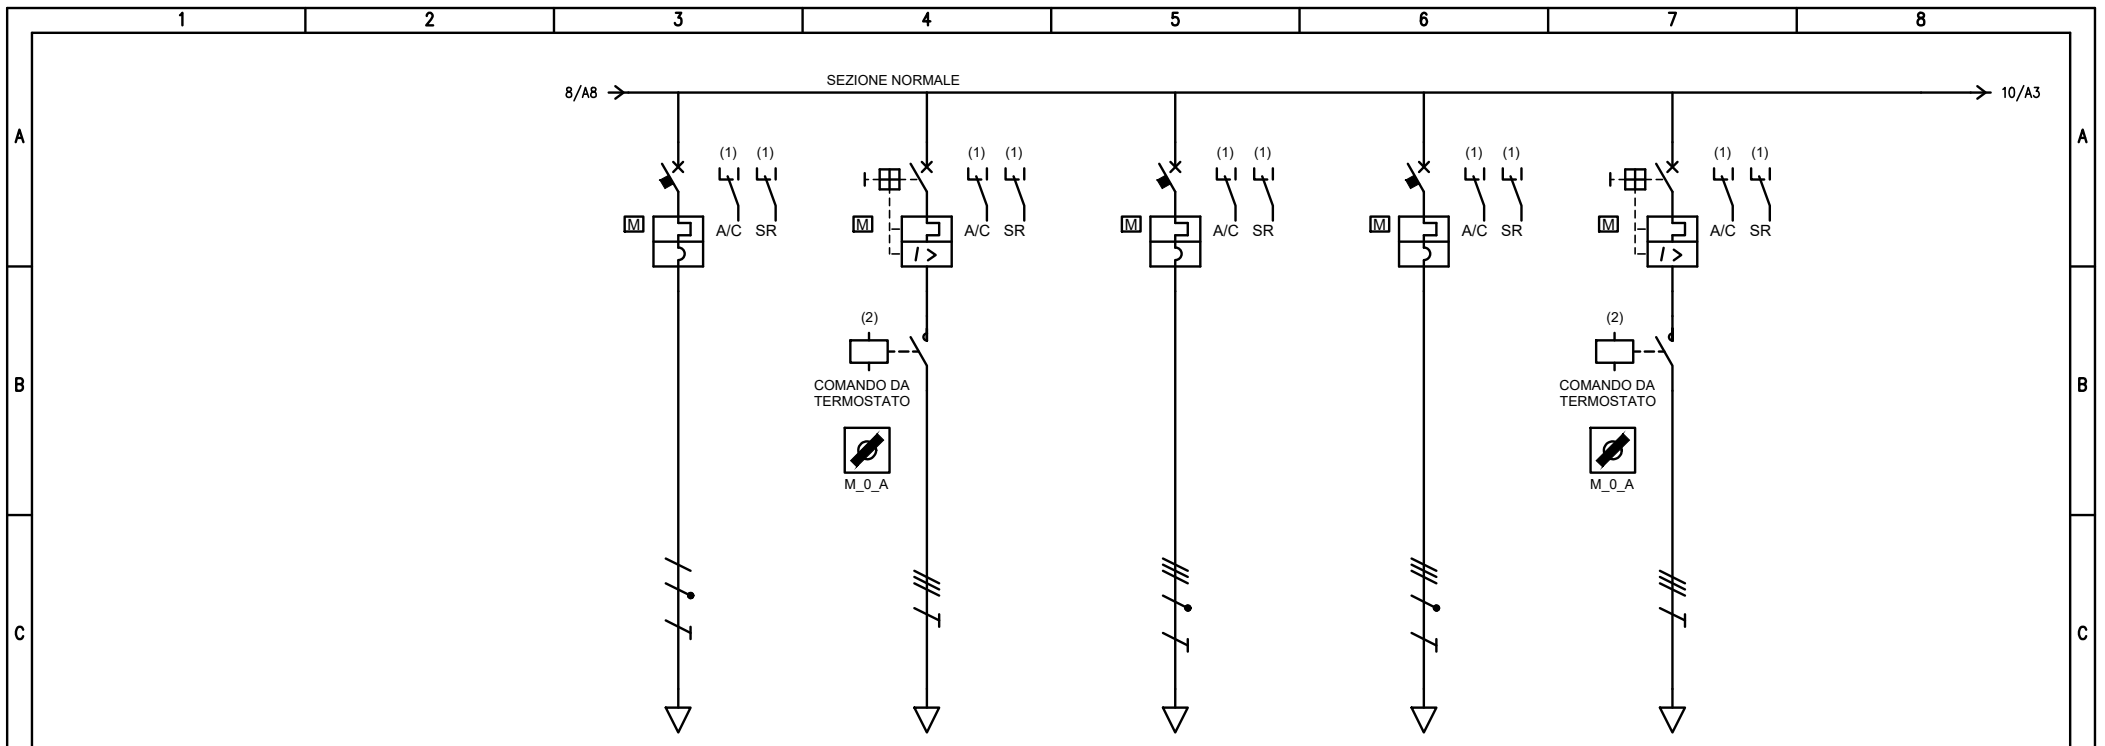 1 2 3 4 5 6 7 8
SEZIONE NORMALE
8/A8 10/A3
A A
(1) (1) (1) (1) (1) (1) (1) (1) (1) (1)
M A/C SR M I > A/C SR M A/C SR M A/C SR M I > A/C SR
(2) (2)
B B
COMANDO DA
TERMOSTATO
COMANDO DA
TERMOSTATO
M_0_A M_0_A
C C